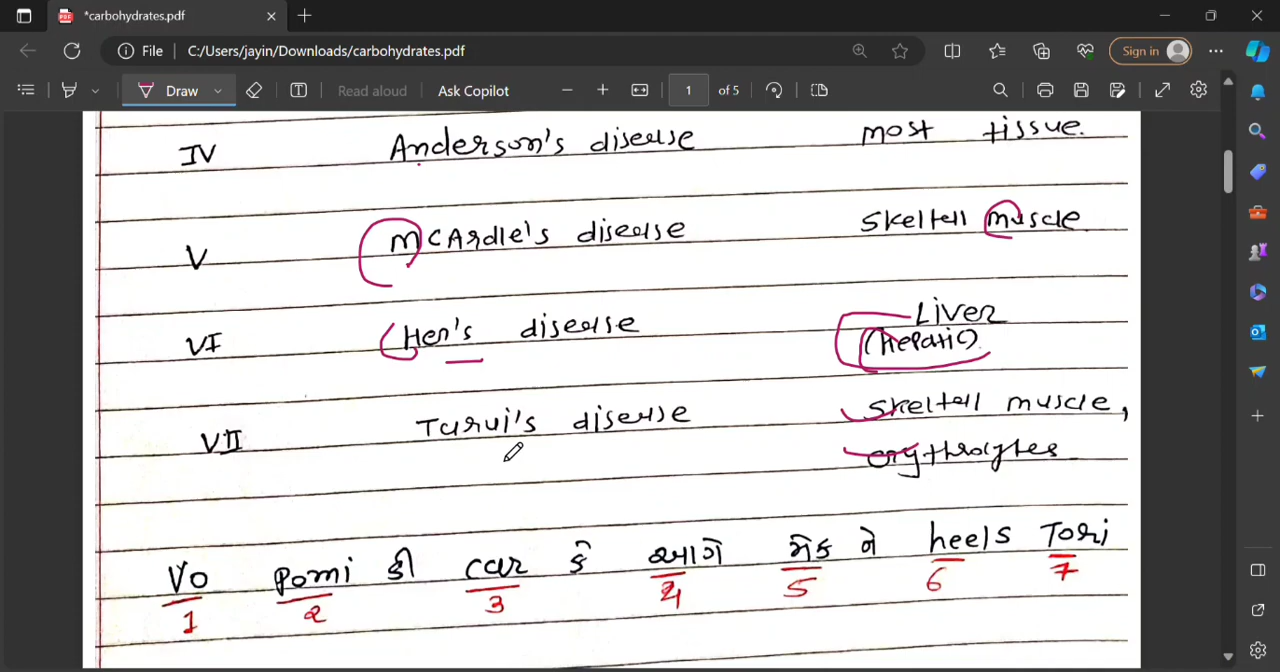 *carbohydrates.pdf
File C:/Users/jayin/Downloads/carbohydrates.pdf Sign in
Draw Read aloud Ask Copilot 1 of 5
IV Anderson's disease most tissue.
V MCArdle's disease skeltell muscle
VI Her's disease Liver
(hepatic)
VII Tarui's disease skeltell muscle,
erythrocytes
Vo Pomi की car के આગે મેક ने heels Tori
1 2 3 4 5 6 7